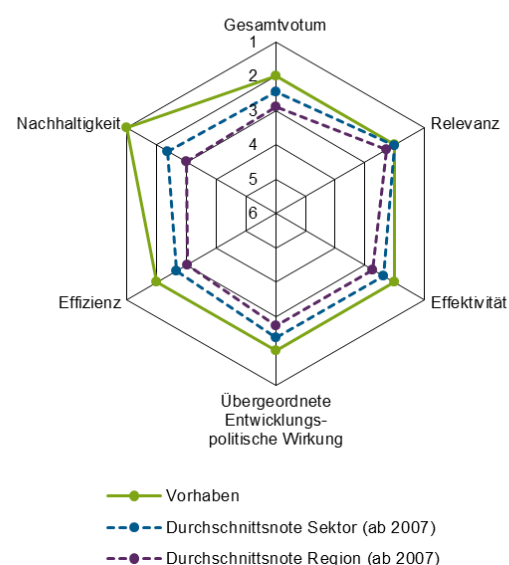 Gesamtvotum
1
2
3
4
5
6
Nachhaltigkeit
Relevanz
Effizienz
Effektivität
Übergeordnete
Entwicklungs-
politische Wirkung
Vorhaben
Durchschnittsnote Sektor (ab 2007)
Durchschnittsnote Region (ab 2007)